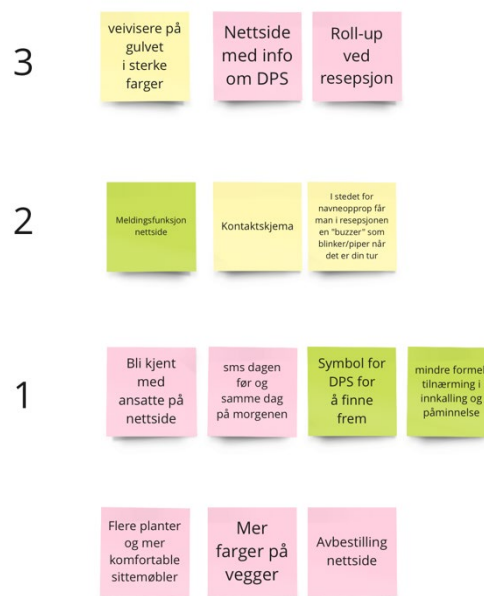 3
veivisere på
gulvet
i sterke
farger
Nettside
med info
om DPS
Roll-up
ved
resepsjon
2
Meldingsfunksjon
nettside
Kontaktskjema
I stedet for
navneopprop får
man i resepsjonen
en "buzzer" som
blinker/piper når
det er din tur
1
Bli kjent
med
ansatte på
nettside
sms dagen
før og
samme dag
på morgenen
Symbol for
DPS for
å finne
frem
mindre formel
tilnærming i
innkalling og
påminnelse
Flere planter
og mer
komfortable
sittemøbler
Mer
farger på
vegger
Avbestilling
nettside